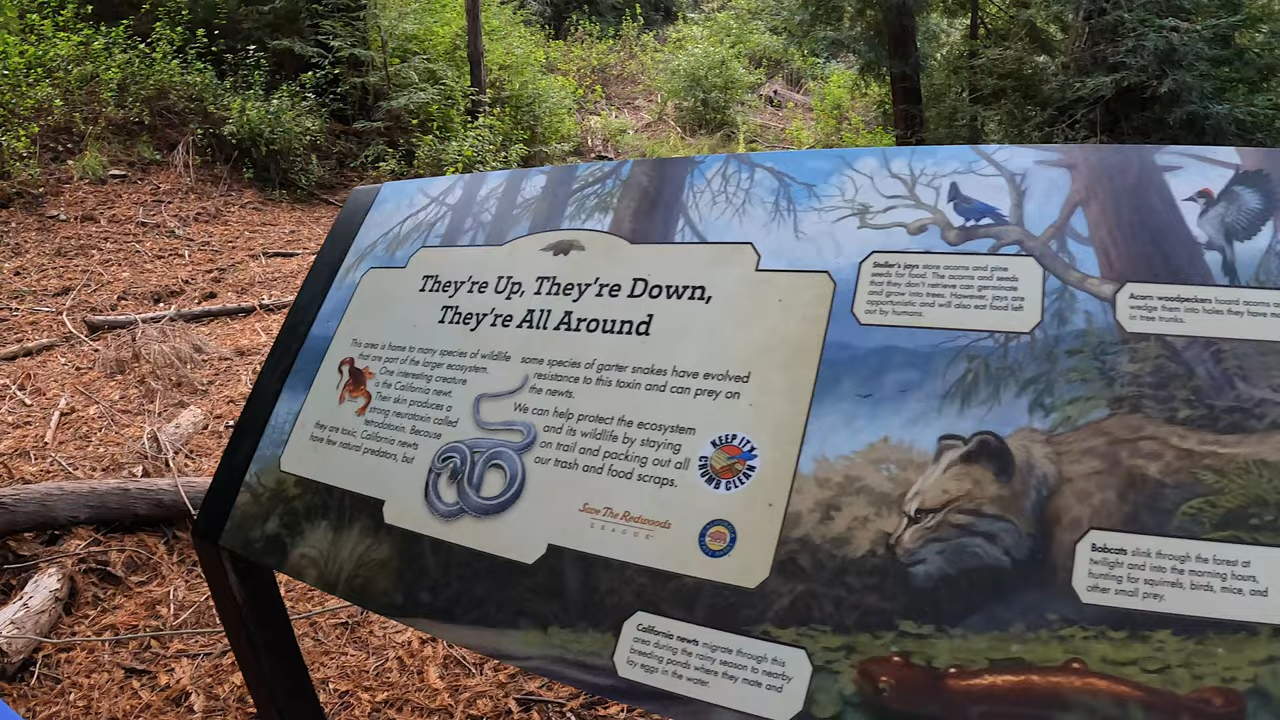 They're Up, They're Down,
They're All Around
This area is home to many species of wildlife
that are part of the larger ecosystem.
One interesting creature
is the California newt.
Their skin produces a
strong neurotoxin called
tetrodotoxin. Because
they are toxic, California newts
have few natural predators, but
some species of garter snakes have evolved
resistance to this toxin and can prey on
the newts.
We can help protect the ecosystem
and its wildlife by staying
on trail and packing out all
our trash and food scraps.
KEEP IT
CRUMB CLEAN
Save The Redwoods
LEAGUE
Steller's jays store acorns and pine
seeds for food. The acorns and seeds
that they don't retrieve can germinate
and grow into trees. However, jays are
opportunistic and will also eat food left
out by humans.
Acorn woodpeckers hoard acorns
wedge them into holes they have
in tree trunks.
Bobcats slink through the forest at
twilight and into the morning hours,
hunting for squirrels, birds, mice, and
other small prey.
California newts migrate through this
area during the rainy season to nearby
breeding ponds where they mate and
lay eggs in the water.